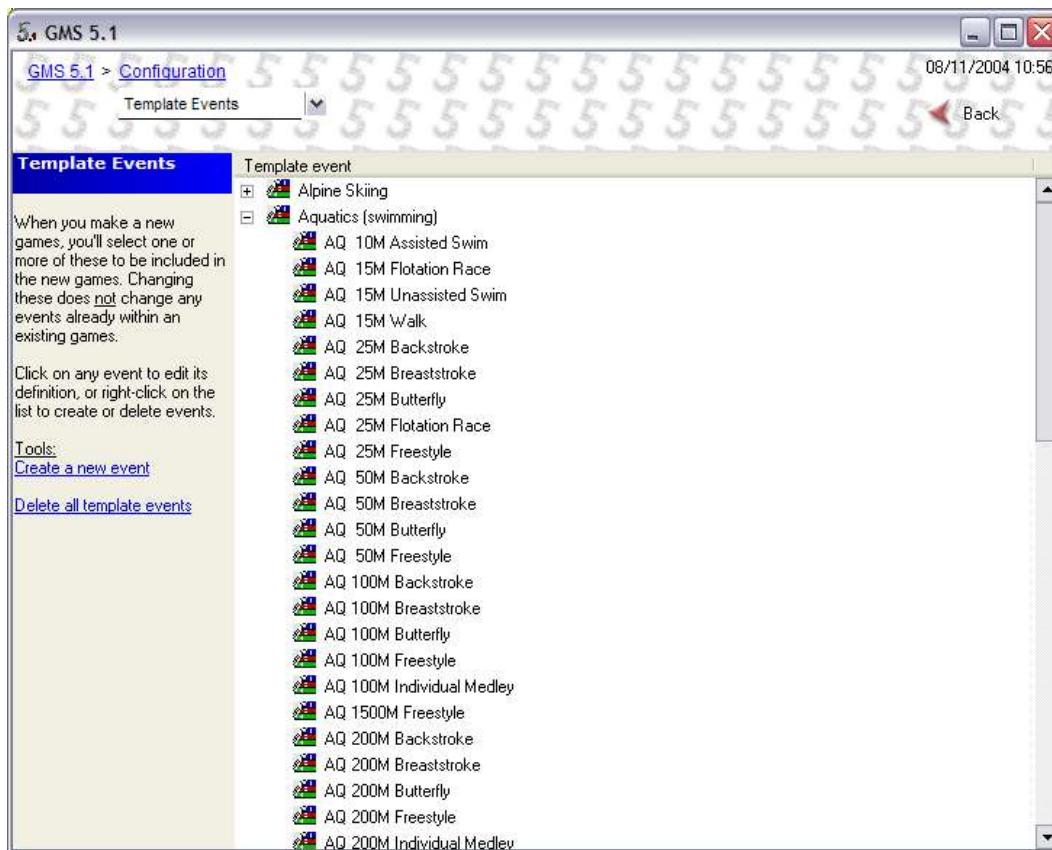 GMS 5.1
GMS 5.1 > Configuration
08/11/2004 10:56
Template Events
Back
Template Events
When you make a new
games, you'll select one or
more of these to be included in
the new games. Changing
these does not change any
events already within an
existing games.
Click on any event to edit its
definition, or right-click on the
list to create or delete events.
Tools:
Create a new event
Delete all template events
Template event
Alpine Skiing
Aquatics (swimming)
AQ 10M Assisted Swim
AQ 15M Flotation Race
AQ 15M Unassisted Swim
AQ 15M Walk
AQ 25M Backstroke
AQ 25M Breaststroke
AQ 25M Butterfly
AQ 25M Flotation Race
AQ 25M Freestyle
AQ 50M Backstroke
AQ 50M Breaststroke
AQ 50M Butterfly
AQ 50M Freestyle
AQ 100M Backstroke
AQ 100M Breaststroke
AQ 100M Butterfly
AQ 100M Freestyle
AQ 100M Individual Medley
AQ 1500M Freestyle
AQ 200M Backstroke
AQ 200M Breaststroke
AQ 200M Butterfly
AQ 200M Freestyle
AQ 200M Individual Medley